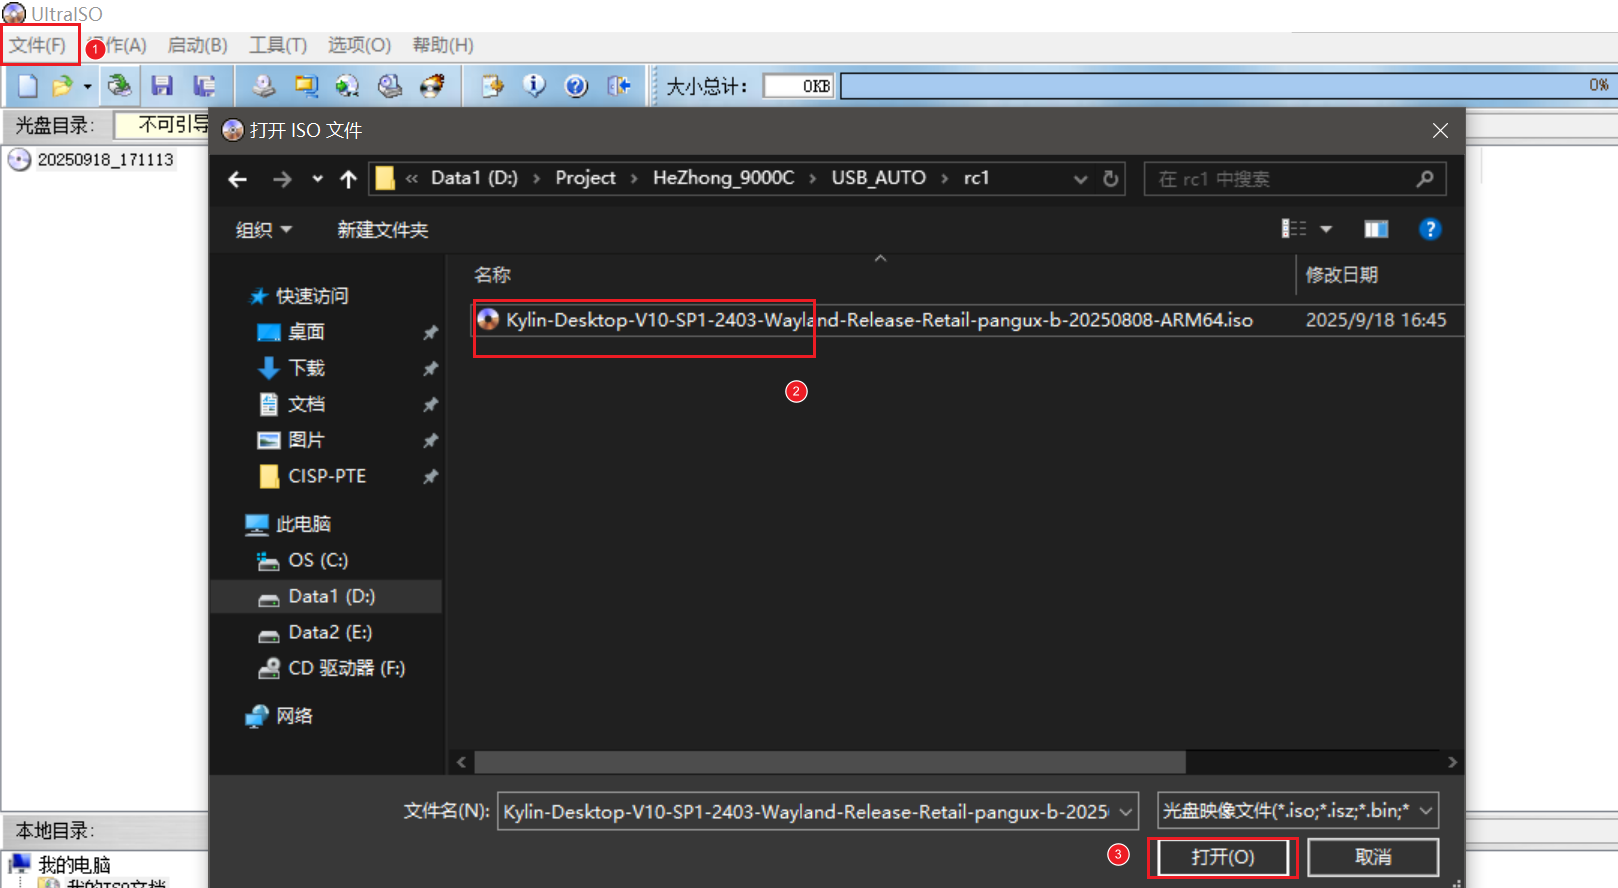 UltraISO
文件(F) 1 作(A) 启动(B) 工具(T) 选项(O) 帮助(H)
大小总计: 0KB 0%
光盘目录: 不可引导
打开 ISO 文件
20250918_171113
« Data1 (D:) › Project › HeZhong_9000C › USB_AUTO › rc1
在 rc1 中搜索
组织 新建文件夹
名称 修改日期
快速访问
Kylin-Desktop-V10-SP1-2403-Wayland-Release-Retail-pangux-b-20250808-ARM64.iso 2025/9/18 16:45
桌面
下载
2
文档
图片
CISP-PTE
此电脑
OS (C:)
Data1 (D:)
Data2 (E:)
CD 驱动器 (F:)
网络
文件名(N): Kylin-Desktop-V10-SP1-2403-Wayland-Release-Retail-pangux-b-2025 光盘映像文件(*.iso;*.isz;*.bin;*
本地目录:
3 打开(O) 取消
我的电脑
我的ISO文档